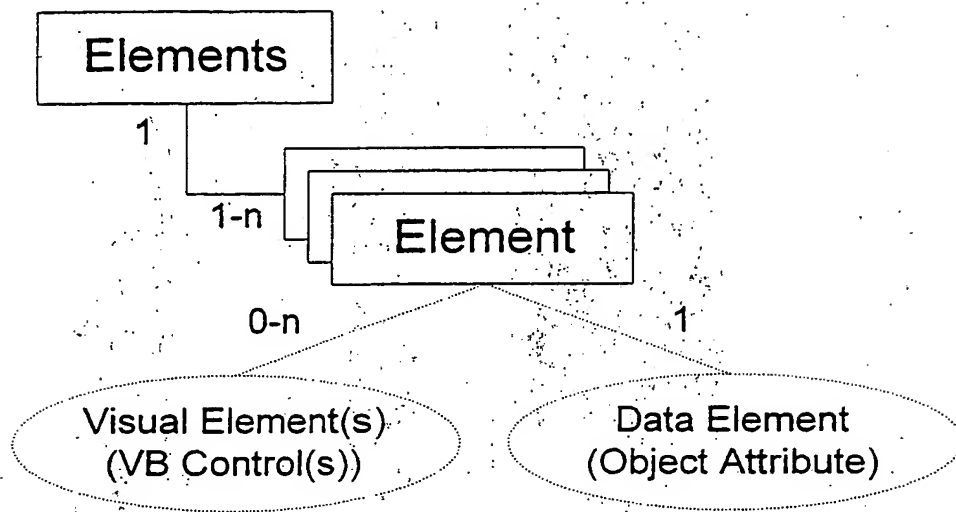 Elements
1
1-n
Element
0-n
1
Visual Element(s)
(VB Control(s))
Data Element
(Object Attribute)